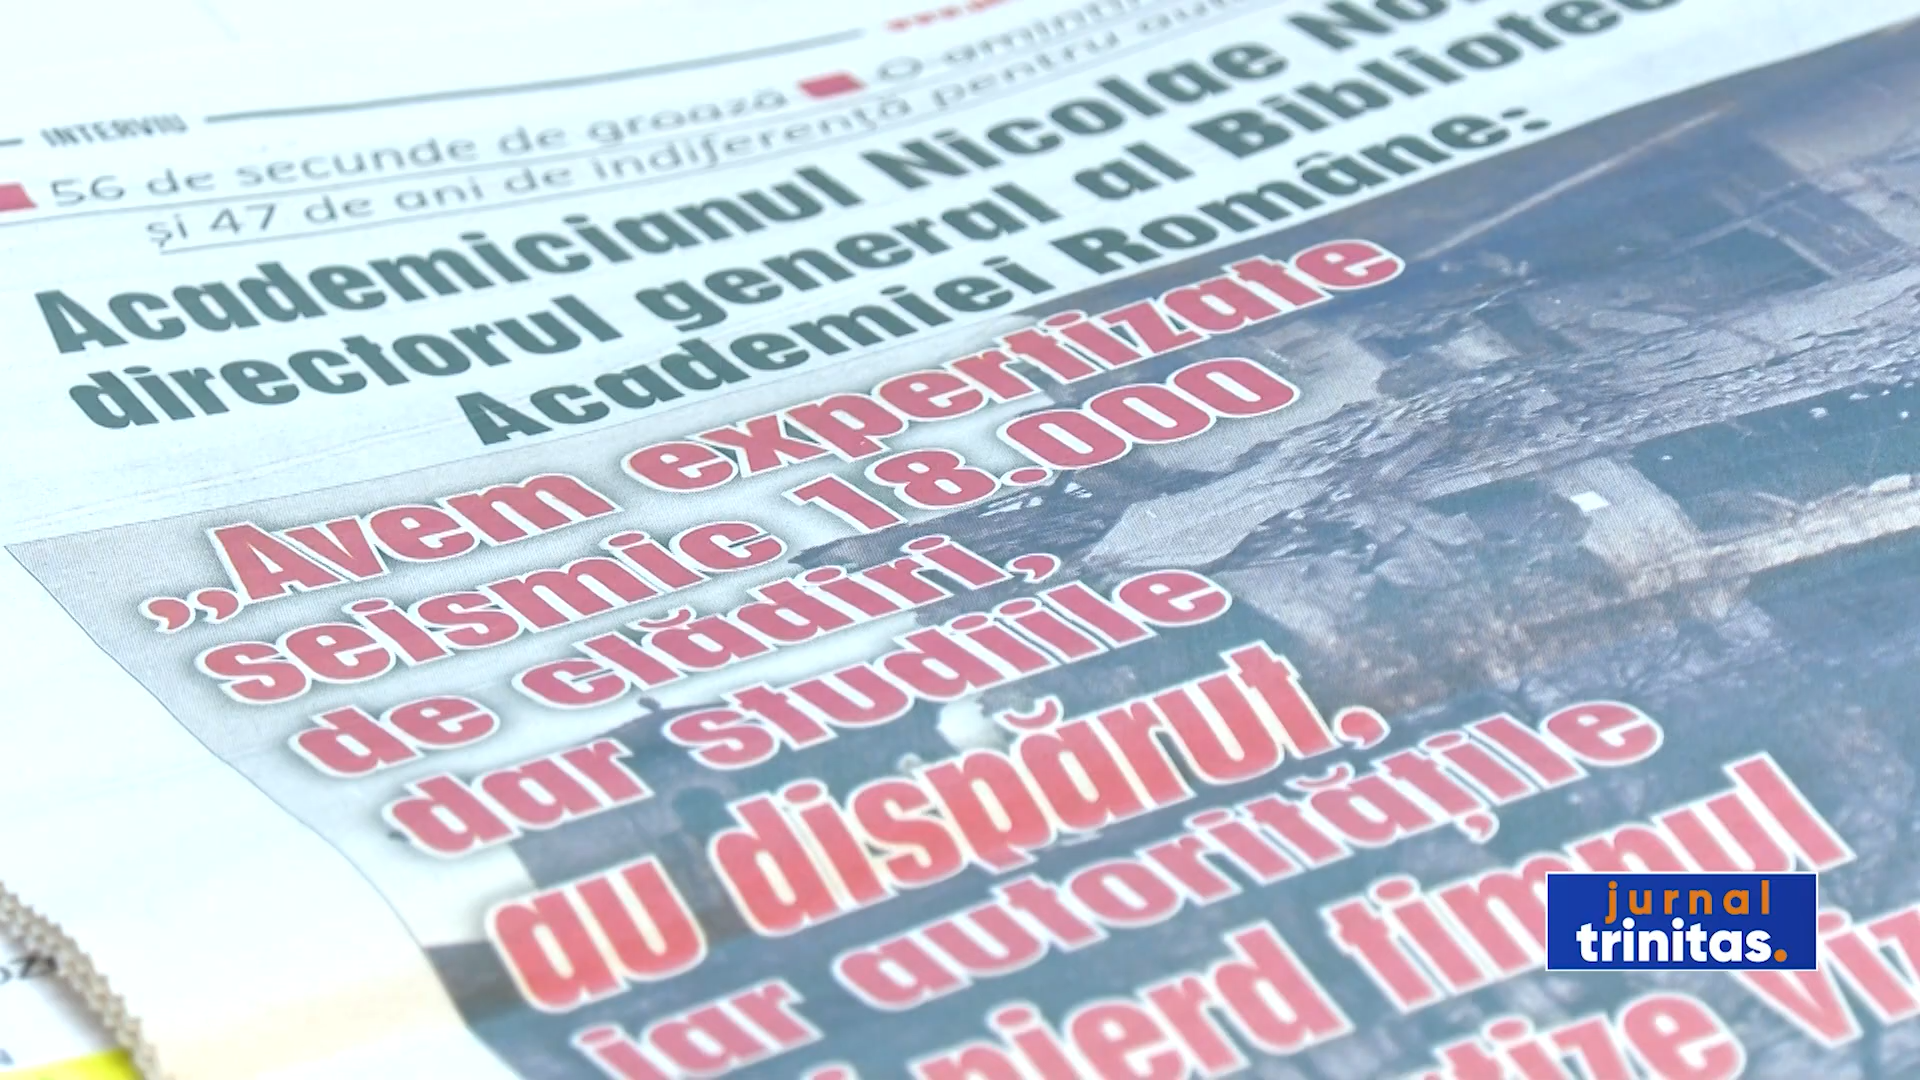 INTERVIU
56 de secunde de groază
O amintire
și 47 de ani de indiferență pentru
Academicianul Nicolae
directorul general al
Academiei Române:
„Avem expertizate
seismic 18.000
de clădiri,
dar studiile
au dispărut,
iar autoritățile
pierd timpul
jurnal
trinitas.